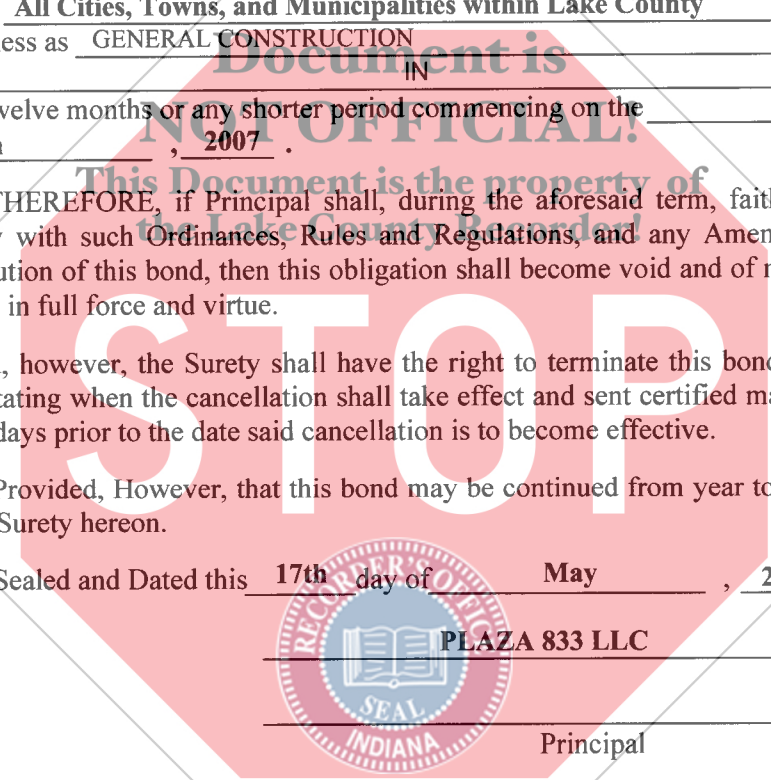 All Cities, Towns, and Municipalities within Lake County
ness as GENERAL CONSTRUCTION
Document is
IN
welve months or any shorter period commencing on the
NOT OFFICIAL!
, 2007 .
This Document is the property of
THEREFORE, if Principal shall, during the aforesaid term, faith
the Lake County Recorder!
with such Ordinances, Rules and Regulations, and any Amen
ution of this bond, then this obligation shall become void and of
in full force and virtue.
STOP
, however, the Surety shall have the right to terminate this bond
tating when the cancellation shall take effect and sent certified ma
days prior to the date said cancellation is to become effective.
Provided, However, that this bond may be continued from year to
Surety hereon.
Sealed and Dated this 17th day of May , 2
RECORDER'S OFFICE
PLAZA 833 LLC
SEAL
INDIANA
Principal